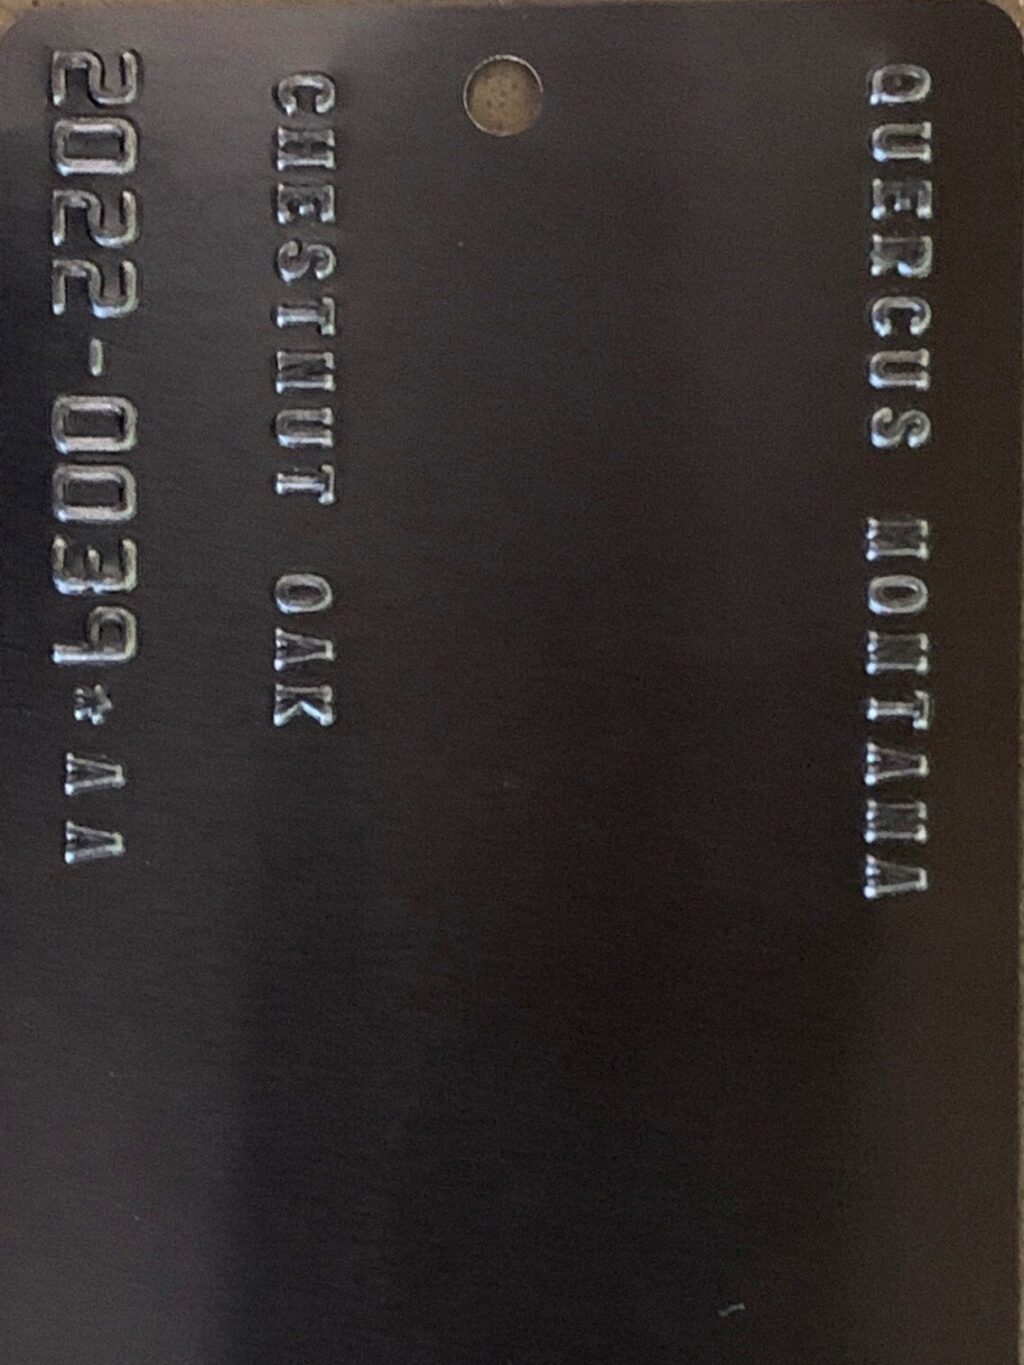 QUERCUS MONTANA
CHESTNUT OAK
2022-0039*AA